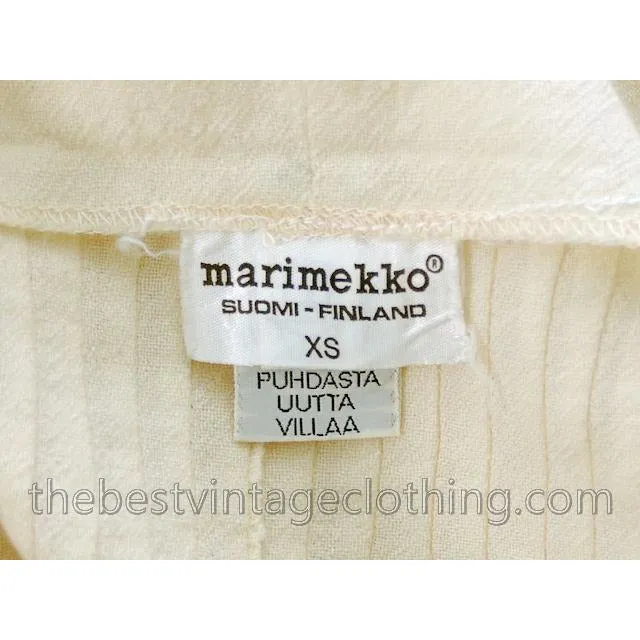 marimekko®
SUOMI - FINLAND
XS
PUHDASTA
UUTTA
VILLAA
thebestvintageclothing.com